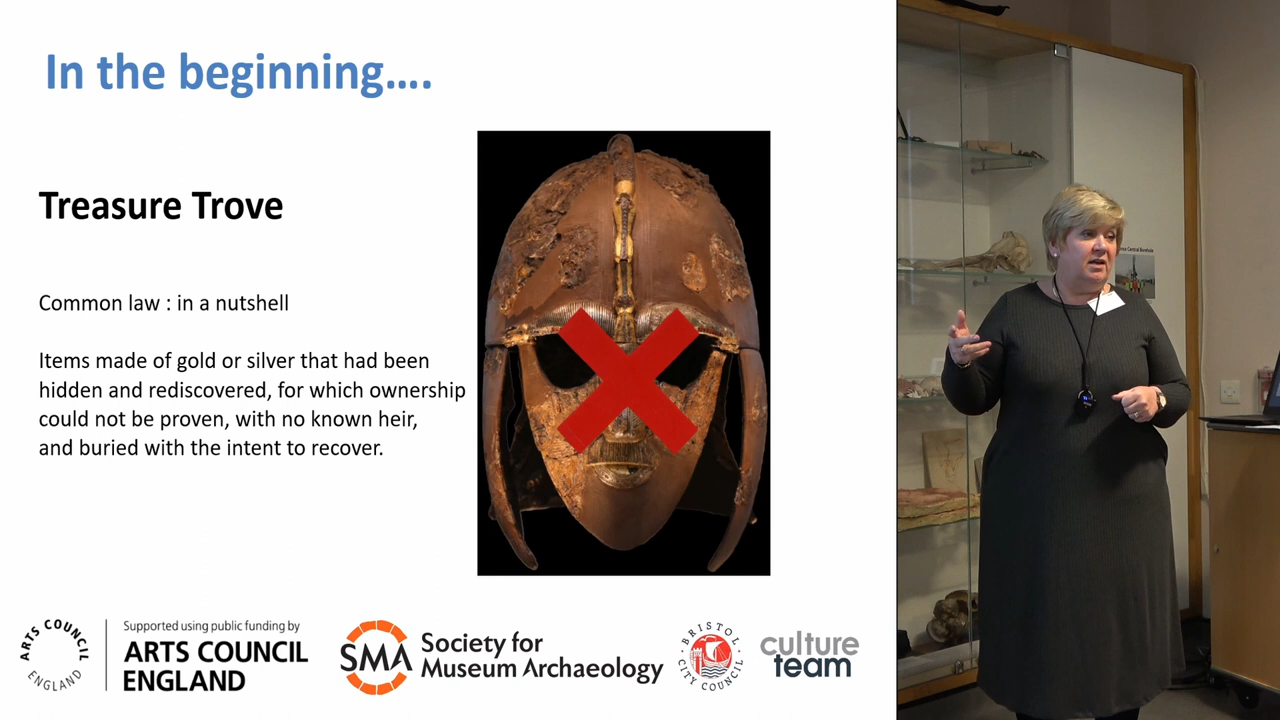 In the beginning....
Treasure Trove
Common law : in a nutshell
Items made of gold or silver that had been
hidden and rediscovered, for which ownership
could not be proven, with no known heir,
and buried with the intent to recover.
ARTS COUNCIL
ENGLAND
Supported using public funding by
ARTS COUNCIL
ENGLAND
SMA
Society for
Museum Archaeology
BRISTOL
CITY COUNCIL
culture
team